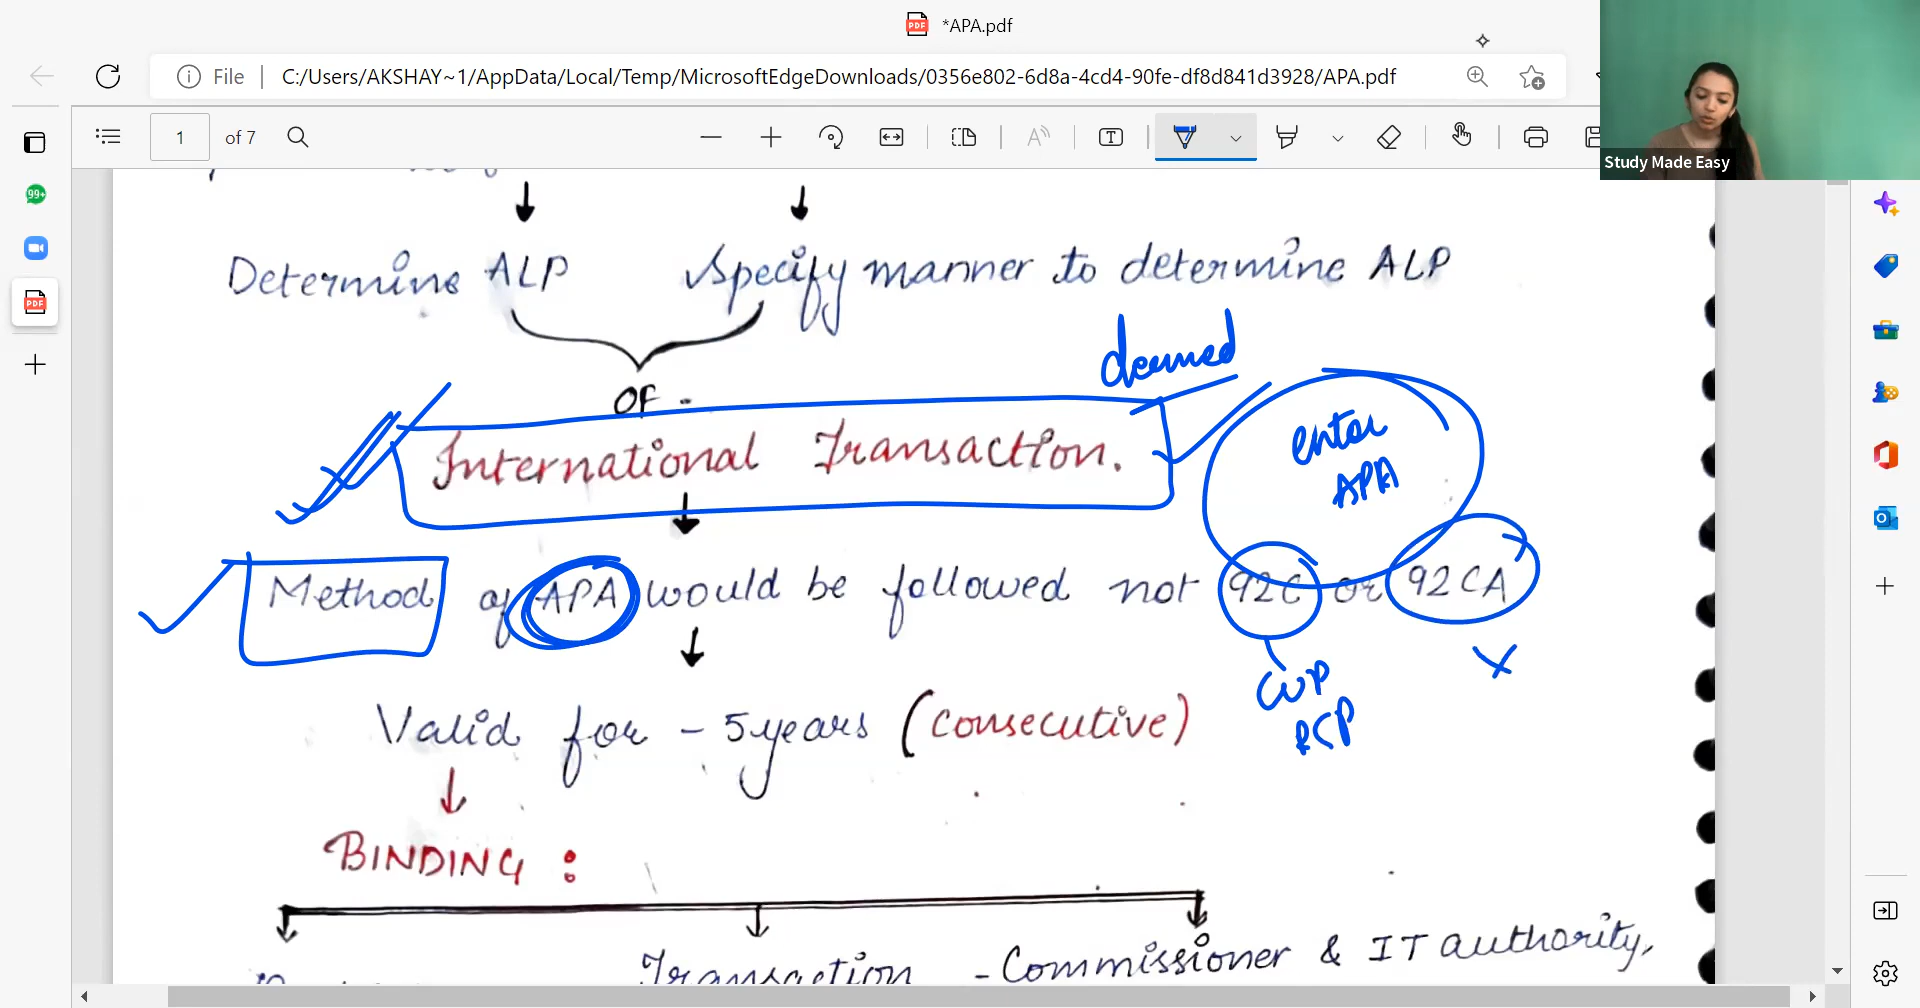 *APA.pdf
File C:/Users/AKSHAY~1/AppData/Local/Temp/MicrosoftEdgeDownloads/0356e802-6d8a-4cd4-90fe-df8d841d3928/APA.pdf
1 of 7
Study Made Easy
99+
Determine ALP Specify manner to determine ALP
deemed
OF -
International Transaction.
enter
APA
Method of APA would be followed not 92C or 92CA
CUP
RCP
Valid for - 5 years (consecutive)
BINDING :
Transaction - Commissioner & IT authority,